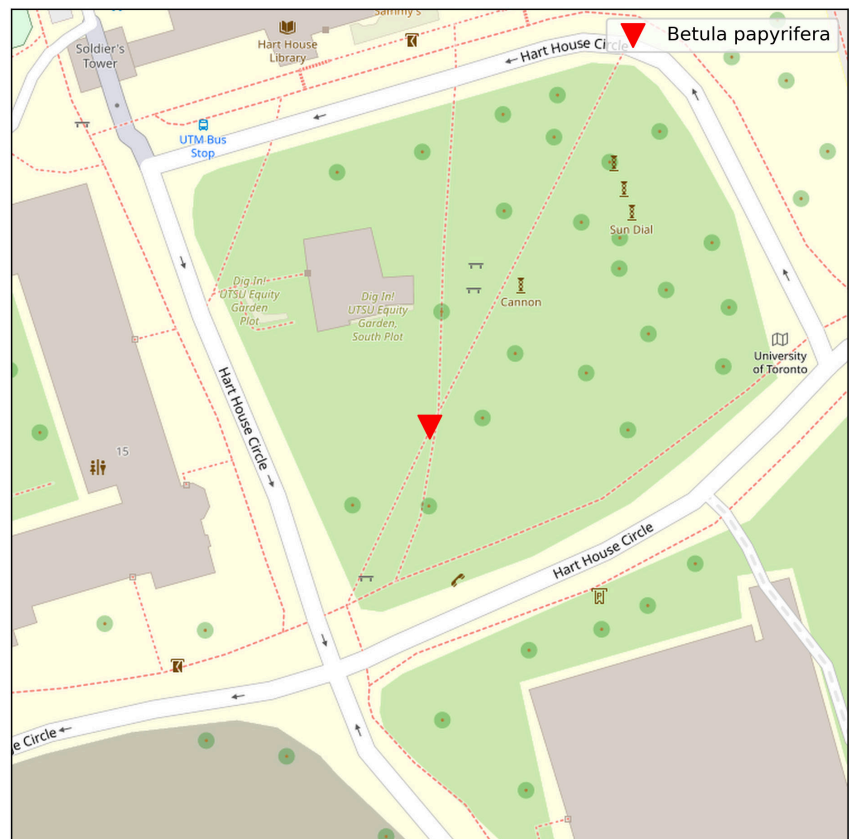 Sammy's
Hart House Circle
Betula papyrifera
Soldier's
Tower
Hart House
Library
UTM Bus
Stop
Sun Dial
Dig In!
UTSU Equity
Garden
Plot
Dig In!
UTSU Equity
Garden,
South Plot
Cannon
University
of Toronto
Hart House Circle
15
Hart House Circle
P
e Circle